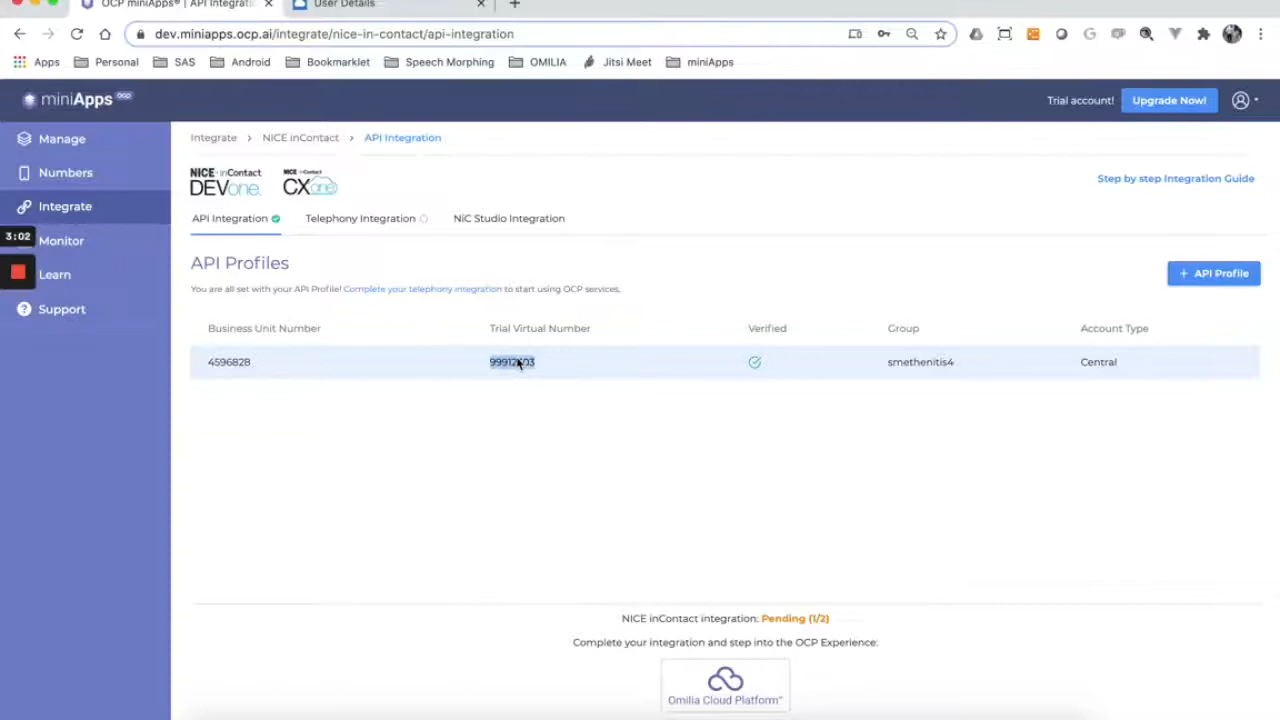 OCP miniApps® | API Integrati
User Details
dev.miniapps.ocp.ai/integrate/nice-in-contact/api-integration
Apps Personal SAS Android Bookmarklet Speech Morphing OMILIA Jitsi Meet miniApps
miniApps OCP
Trial account! Upgrade Now!
Manage
Numbers
Integrate
3:02
Monitor
Learn
Support
Integrate > NICE inContact > API Integration
NICE inContact DEVone.
NICE inContact CXone
Step by step Integration Guide
API Integration Telephony Integration NiC Studio Integration
API Profiles
+ API Profile
You are all set with your API Profile! Complete your telephony integration to start using OCP services.
Business Unit Number Trial Virtual Number Verified Group Account Type
4596828 smethenitis4 Central
NICE inContact integration: Pending (1/2)
Complete your integration and step into the OCP Experience:
Omilia Cloud Platform™